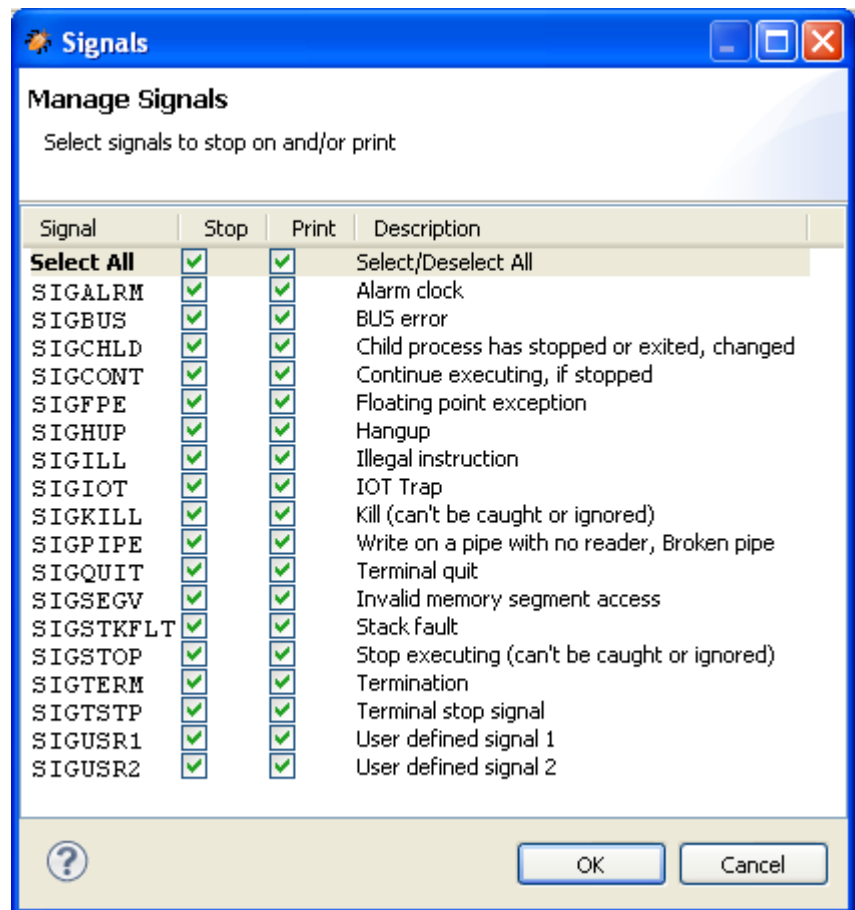 Signals
Manage Signals
Select signals to stop on and/or print
Signal Stop Print Description
Select All Select/Deselect All
SIGALRM Alarm clock
SIGBUS BUS error
SIGCHLD Child process has stopped or exited, changed
SIGCONT Continue executing, if stopped
SIGFPE Floating point exception
SIGHUP Hangup
SIGILL Illegal instruction
SIGIOT IOT Trap
SIGKILL Kill (can't be caught or ignored)
SIGPIPE Write on a pipe with no reader, Broken pipe
SIGQUIT Terminal quit
SIGSEGV Invalid memory segment access
SIGSTKFLT Stack fault
SIGSTOP Stop executing (can't be caught or ignored)
SIGTERM Termination
SIGTSTP Terminal stop signal
SIGUSR1 User defined signal 1
SIGUSR2 User defined signal 2
? OK Cancel